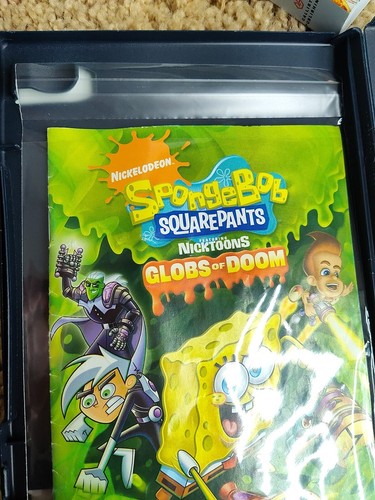 NICKELODEON
SpongeBob
SQUAREPANTS
FEATURING
NICKTOONS
GLOBS OF DOOM